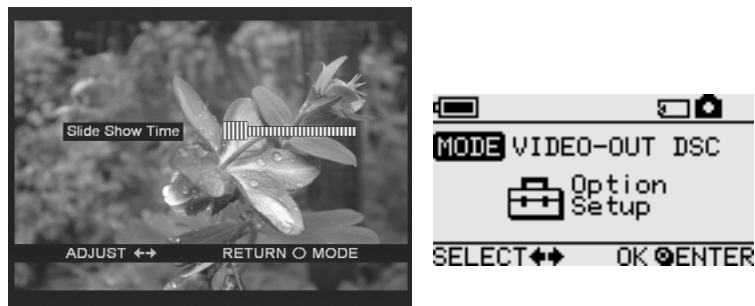 Slide Show Time
ADJUST ←→ RETURN ○ MODE
MODE VIDEO-OUT DSC
Option
Setup
SELECT←→ OK ENTER